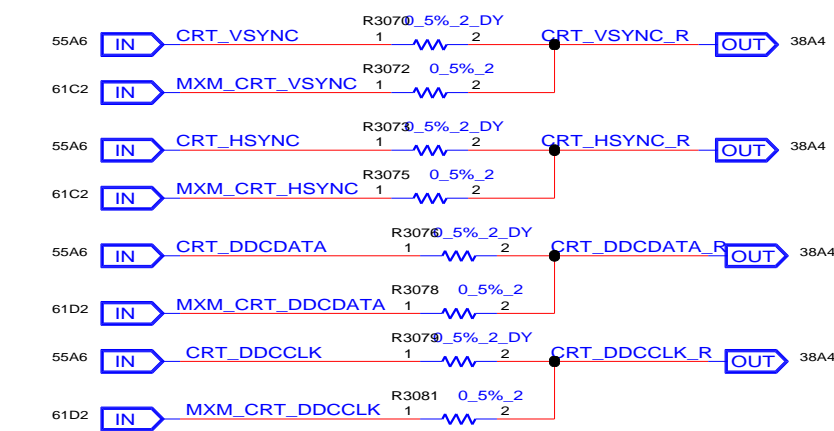 R3070 0_5%_2_DY
55A6 IN CRT_VSYNC 1 2 CRT_VSYNC_R OUT 38A4
R3072 0_5%_2
61C2 IN MXM_CRT_VSYNC 1 2
R3073 0_5%_2_DY
55A6 IN CRT_HSYNC 1 2 CRT_HSYNC_R OUT 38A4
R3075 0_5%_2
61C2 IN MXM_CRT_HSYNC 1 2
R3076 0_5%_2_DY
55A6 IN CRT_DDCDATA 1 2 CRT_DDCDATA_R OUT 38A4
R3078 0_5%_2
61D2 IN MXM_CRT_DDCDATA 1 2
R3079 0_5%_2_DY
55A6 IN CRT_DDCCLK 1 2 CRT_DDCCLK_R OUT 38A4
R3081 0_5%_2
61D2 IN MXM_CRT_DDCCLK 1 2